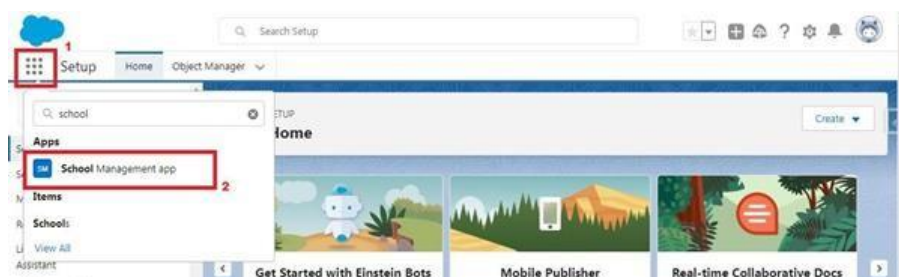 Search Setup
1
Setup Home Object Manager
school
SETUP
Home
Create
Apps
SM School Management app
2
Items
Schools
View All
Assistant
Get Started with Einstein Bots
Mobile Publisher
Real-time Collaborative Docs